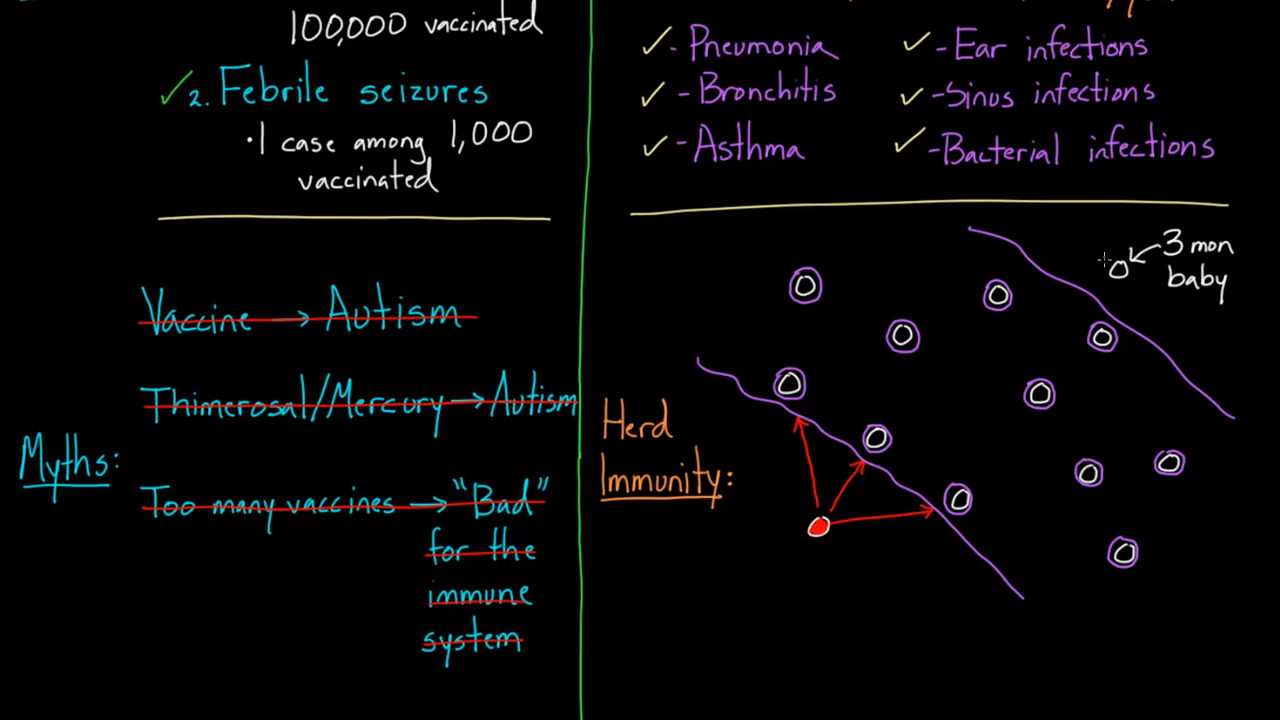 100,000 vaccinated
2. Febrile seizures
· 1 case among 1,000
vaccinated
Myths:
Vaccine → Autism
Thimerosal/Mercury → Autism
Too many vaccines → "Bad"
for the
immune
system
- Pneumonia
- Bronchitis
- Asthma
- Ear infections
- Sinus infections
- Bacterial infections
Herd
Immunity:
3 mon
baby